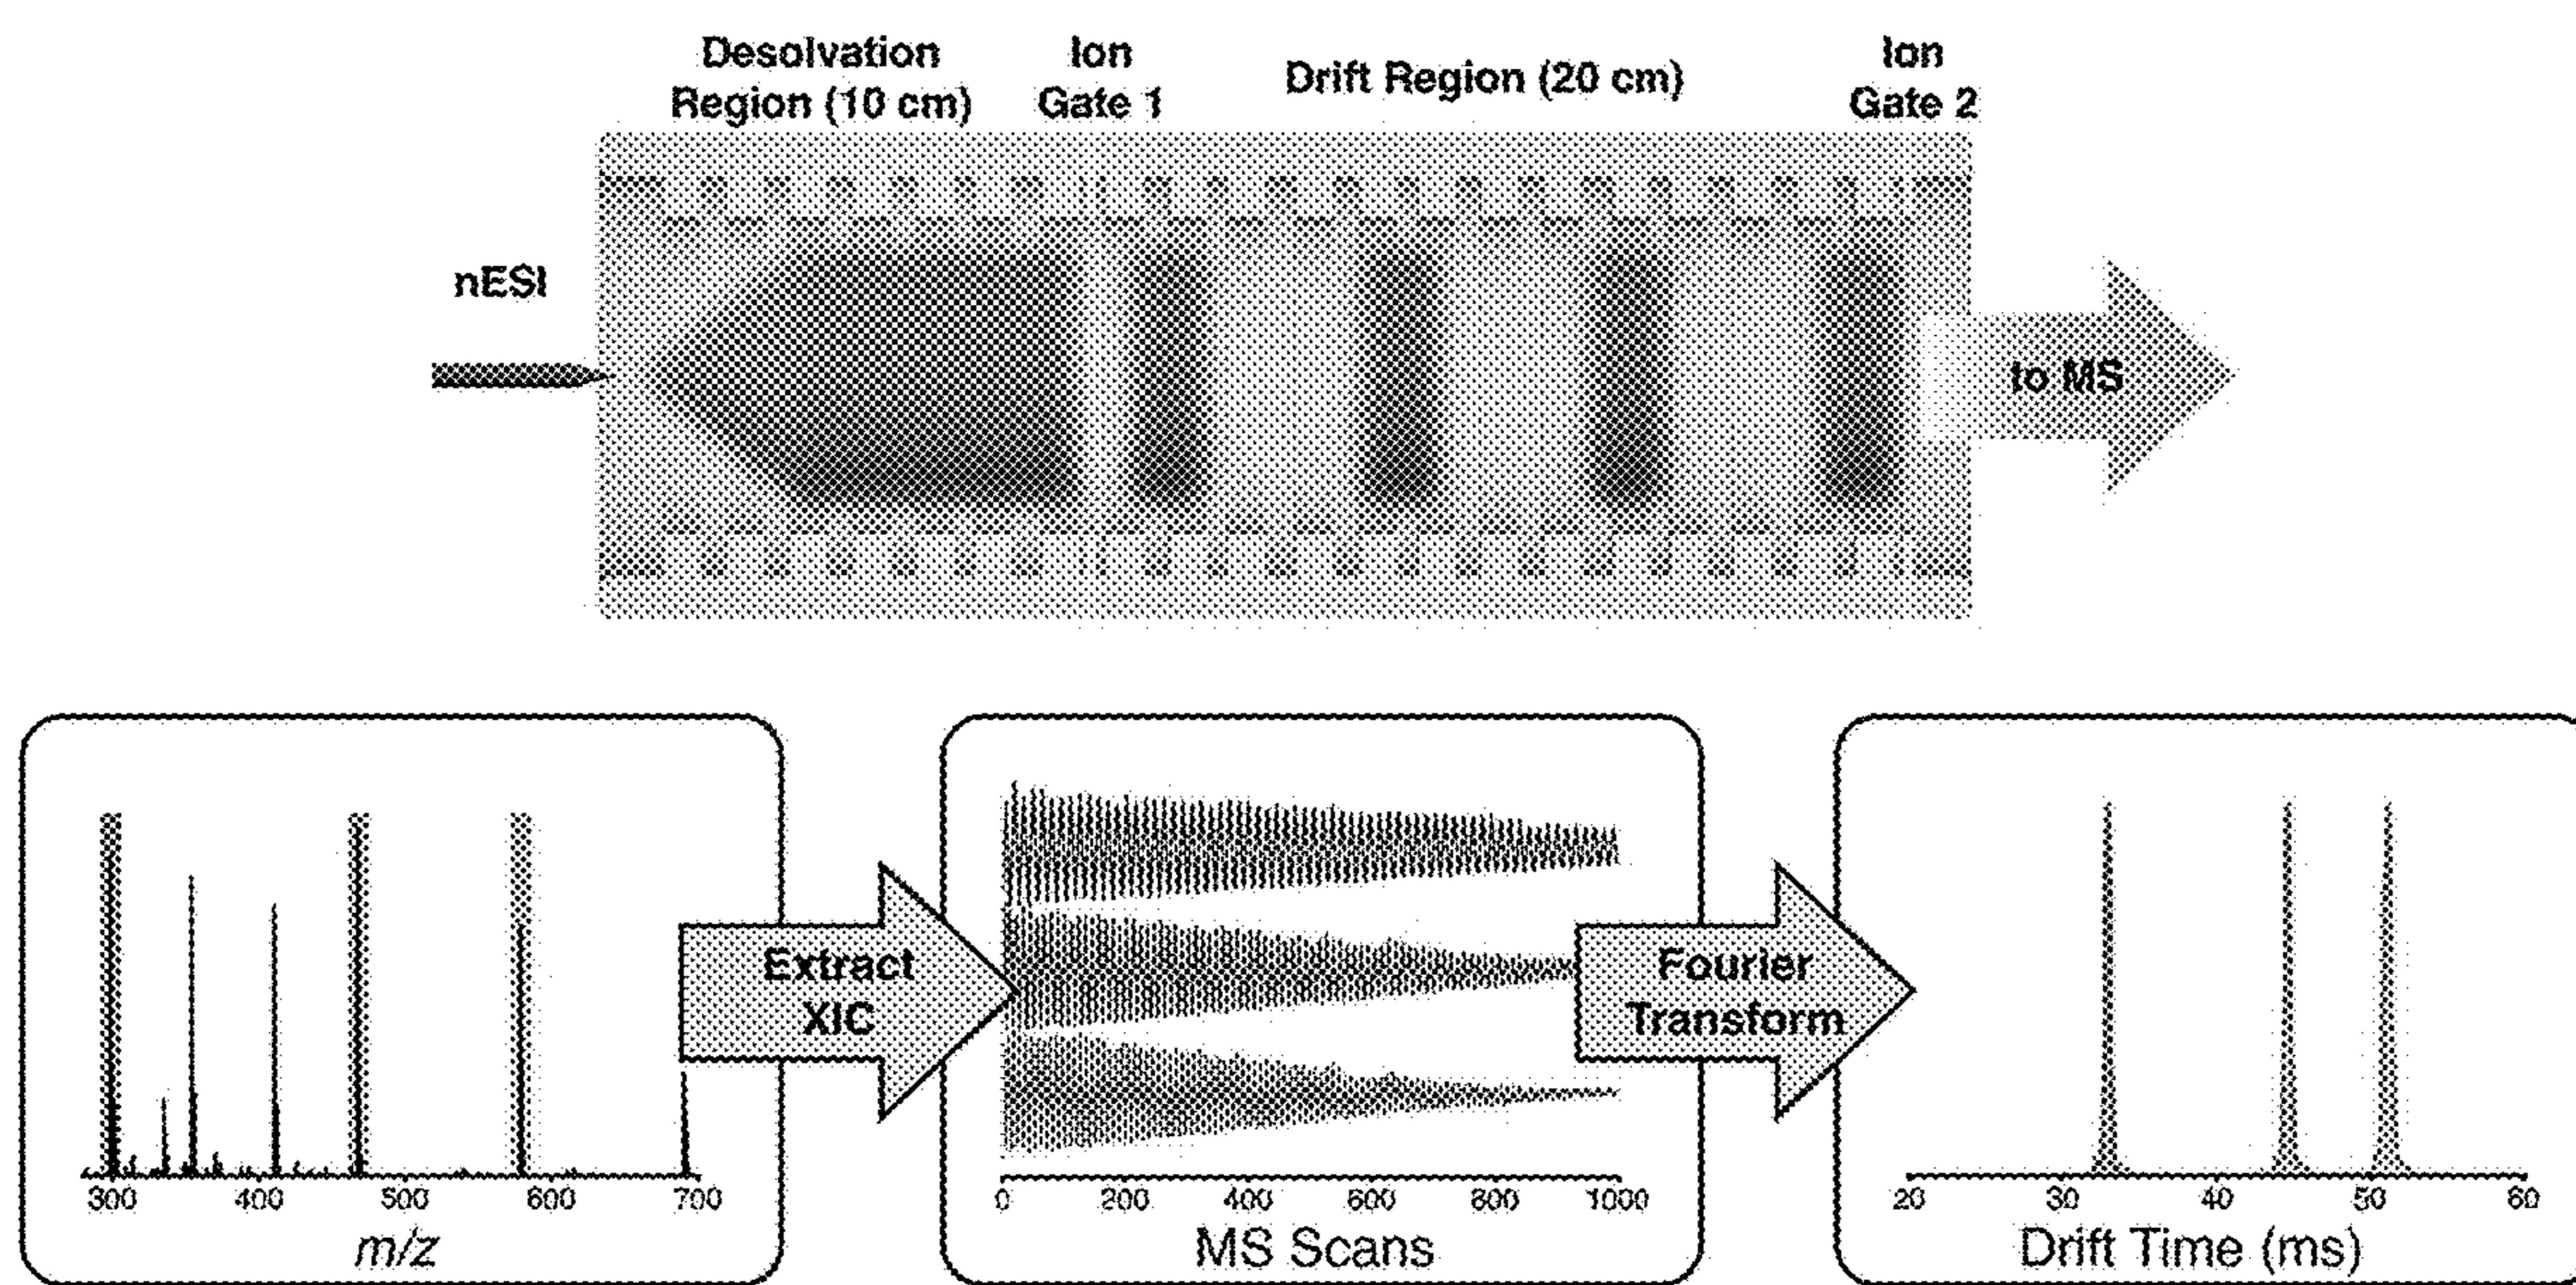 Desolvation
Region (10 cm)
Ion
Gate 1
Drift Region (20 cm)
Ion
Gate 2
nESI
to MS
Extract
XIC
Fourier
Transform
300 400 500 600 700
m/z
0 200 400 600 800 1000
MS Scans
20 30 40 50 60
Drift Time (ms)